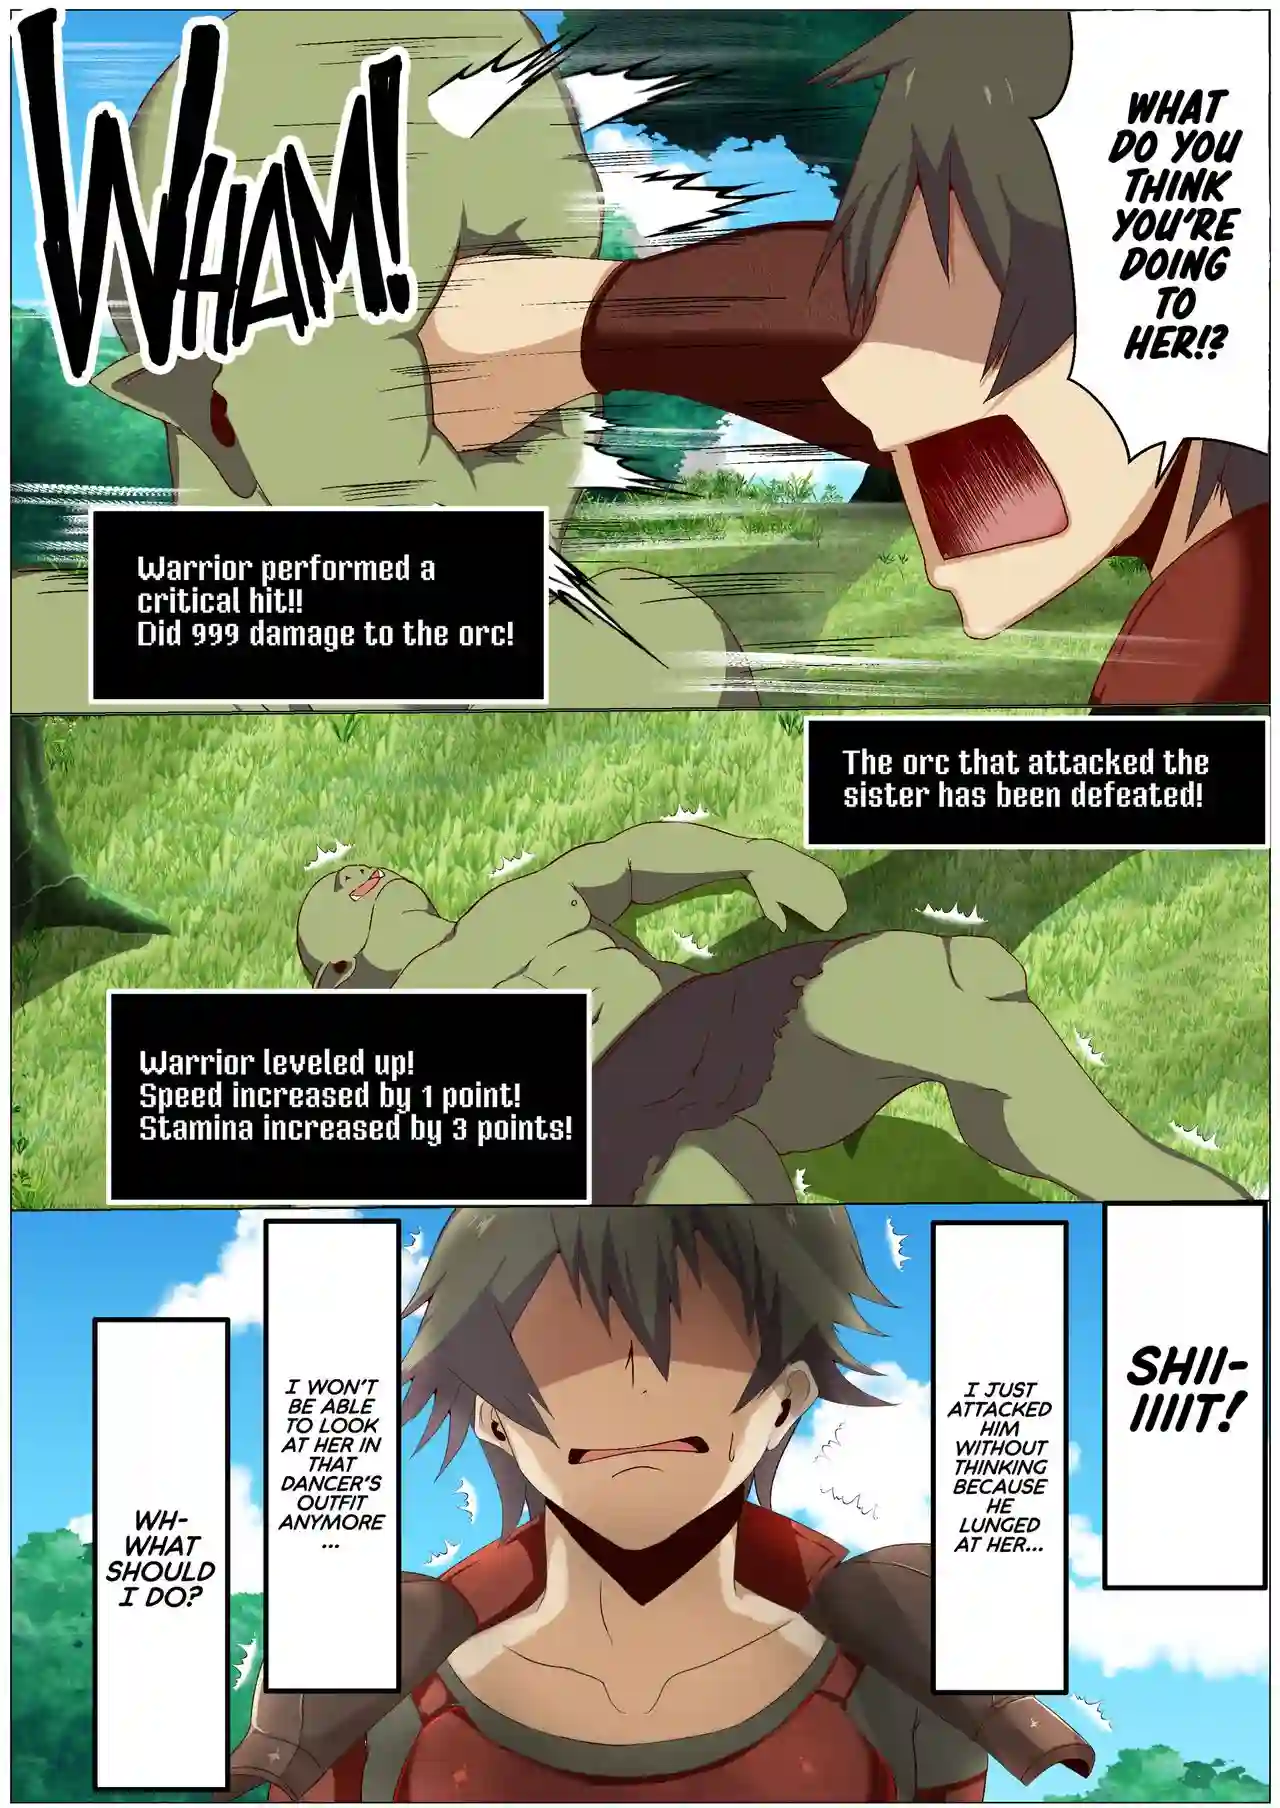 WHAM!
WHAT
DO YOU
THINK
YOU'RE
DOING
TO
HER!?
Warrior performed a
critical hit!!
Did 999 damage to the orc!
The orc that attacked the
sister has been defeated!
Warrior leveled up!
Speed increased by 1 point!
Stamina increased by 3 points!
SHII-
IIIIT!
I JUST
ATTACKED
HIM
WITHOUT
THINKING
BECAUSE
HE
LUNGED
AT HER...
I WON'T
BE ABLE
TO LOOK
AT HER IN
THAT
DANCER'S
OUTFIT
ANYMORE
...
WH-
WHAT
SHOULD
I DO?